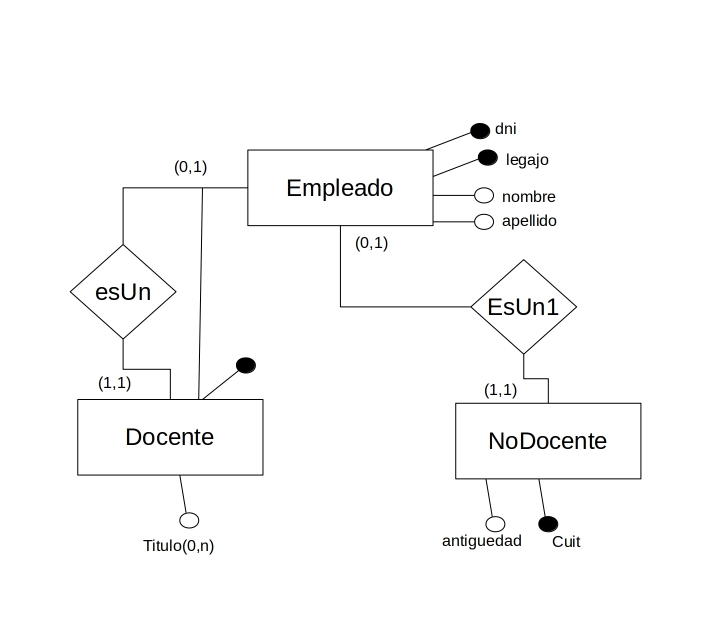 dni
(0,1)
Empleado
legajo
nombre
apellido
(0,1)
esUn
EsUn1
(1,1)
(1,1)
Docente
NoDocente
Titulo(0,n)
antiguedad
Cuit